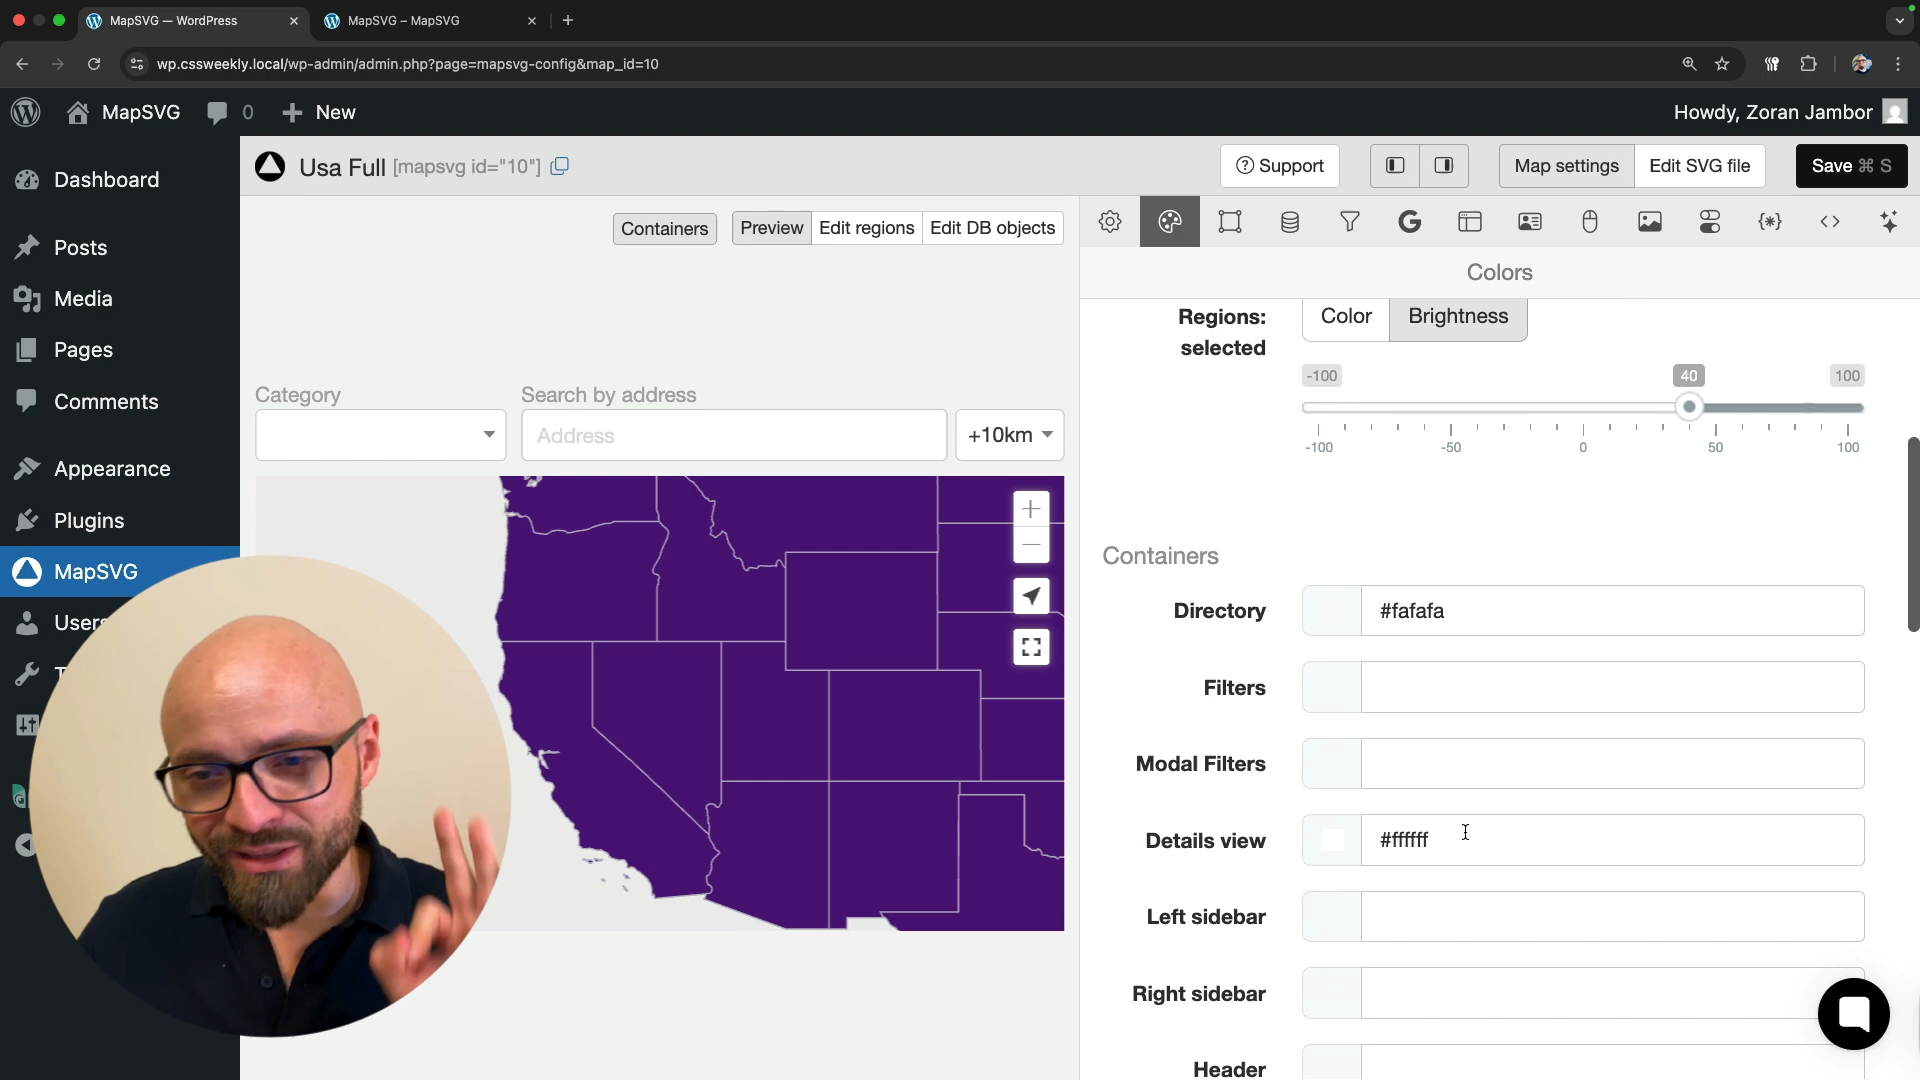 MapSVG — WordPress
MapSVG – MapSVG
wp.cssweekly.local/wp-admin/admin.php?page=mapsvg-config&map_id=10
MapSVG
0
New
Howdy, Zoran Jambor
Dashboard
Posts
Media
Pages
Comments
Appearance
Plugins
MapSVG
Users
Usa Full [mapsvg id="10"]
Support
Map settings
Edit SVG file
Save ⌘ S
Containers
Preview
Edit regions
Edit DB objects
Category
Search by address
Address
+10km
Colors
Regions:
selected
Color
Brightness
-100
40
100
-100
-50
0
50
100
Containers
Directory
#fafafa
Filters
Modal Filters
Details view
#ffffff
Left sidebar
Right sidebar
Header